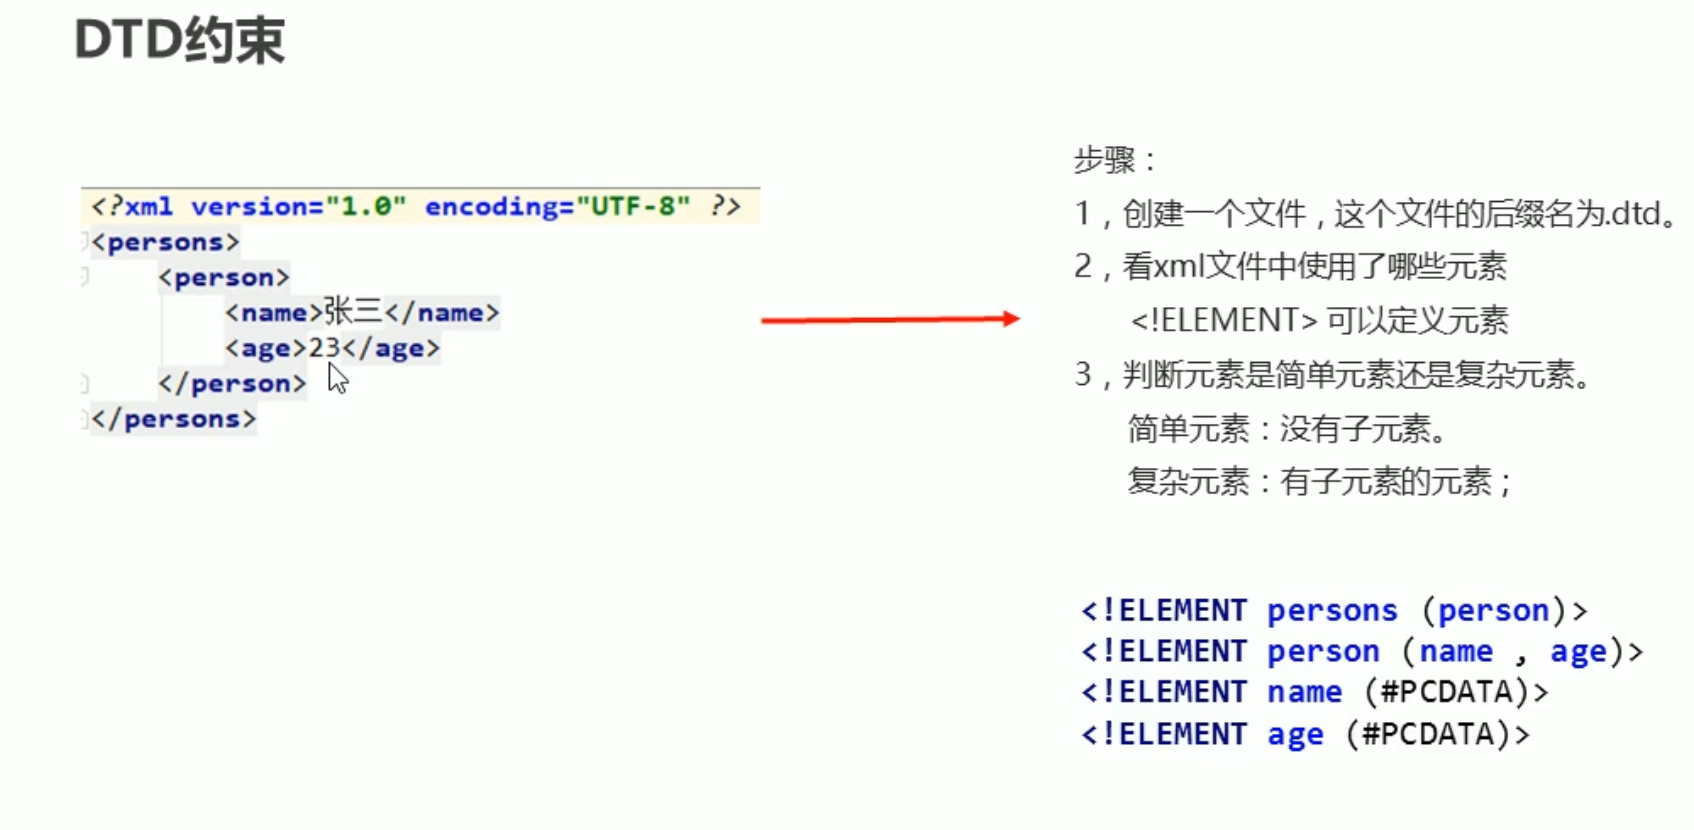 DTD约束
<?xml version="1.0" encoding="UTF-8" ?>
<persons>
<person>
<name>张三</name>
<age>23</age>
</person>
</persons>
步骤：
1，创建一个文件，这个文件的后缀名为.dtd。
2，看xml文件中使用了哪些元素
<!ELEMENT> 可以定义元素
3，判断元素是简单元素还是复杂元素。
简单元素：没有子元素。
复杂元素：有子元素的元素；
<!ELEMENT persons (person)>
<!ELEMENT person (name , age)>
<!ELEMENT name (#PCDATA)>
<!ELEMENT age (#PCDATA)>